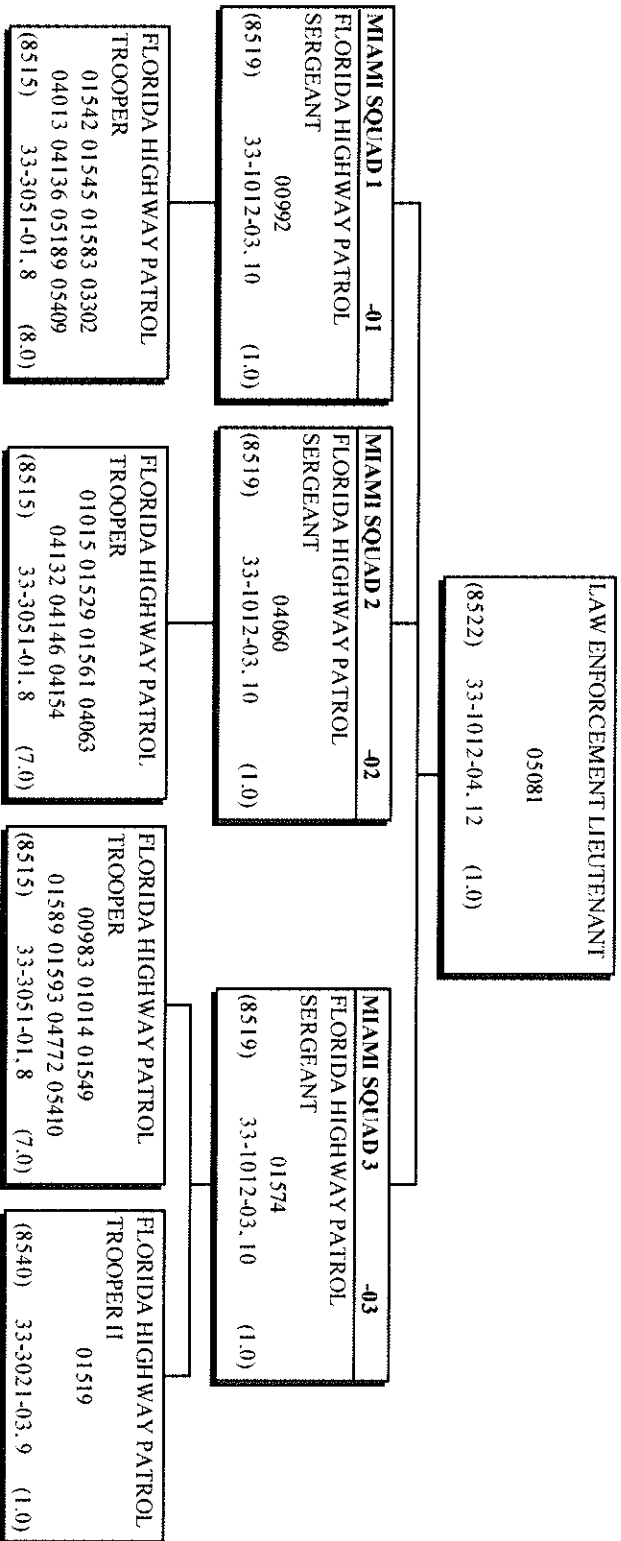 LAW ENFORCEMENT LIEUTENANT
05081
(8522) 33-1012-04. 12 (1.0)
MIAMI SQUAD 1 -01
FLORIDA HIGHWAY PATROL
SERGEANT
00992
(8519) 33-1012-03. 10 (1.0)
MIAMI SQUAD 2 -02
FLORIDA HIGHWAY PATROL
SERGEANT
04060
(8519) 33-1012-03. 10 (1.0)
MIAMI SQUAD 3 -03
FLORIDA HIGHWAY PATROL
SERGEANT
01574
(8519) 33-1012-03. 10 (1.0)
FLORIDA HIGHWAY PATROL
TROOPER
01542 01545 01583 03302
04013 04136 05189 05409
(8515) 33-3051-01. 8 (8.0)
FLORIDA HIGHWAY PATROL
TROOPER
01015 01529 01561 04063
04132 04146 04154
(8515) 33-3051-01. 8 (7.0)
FLORIDA HIGHWAY PATROL
TROOPER
00983 01014 01549
01589 01593 04772 05410
(8515) 33-3051-01. 8 (7.0)
FLORIDA HIGHWAY PATROL
TROOPER II
01519
(8540) 33-3021-03. 9 (1.0)